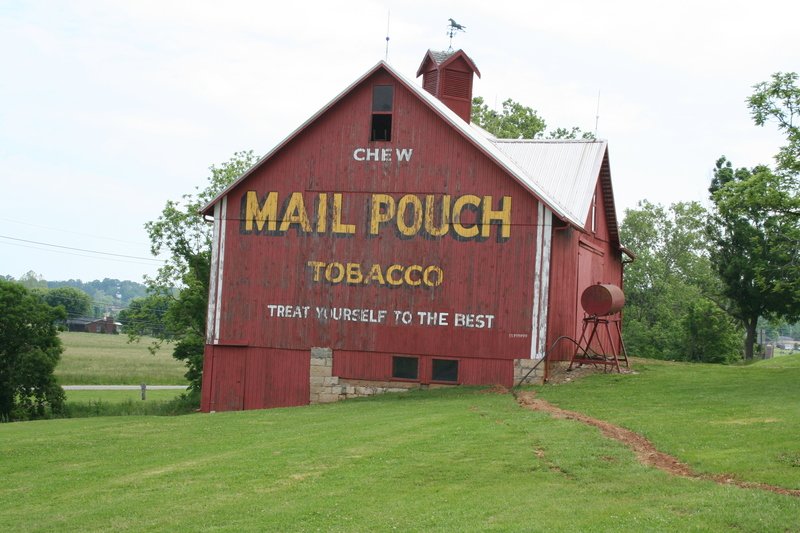 CHEW
MAIL POUCH
TOBACCO
TREAT YOURSELF TO THE BEST